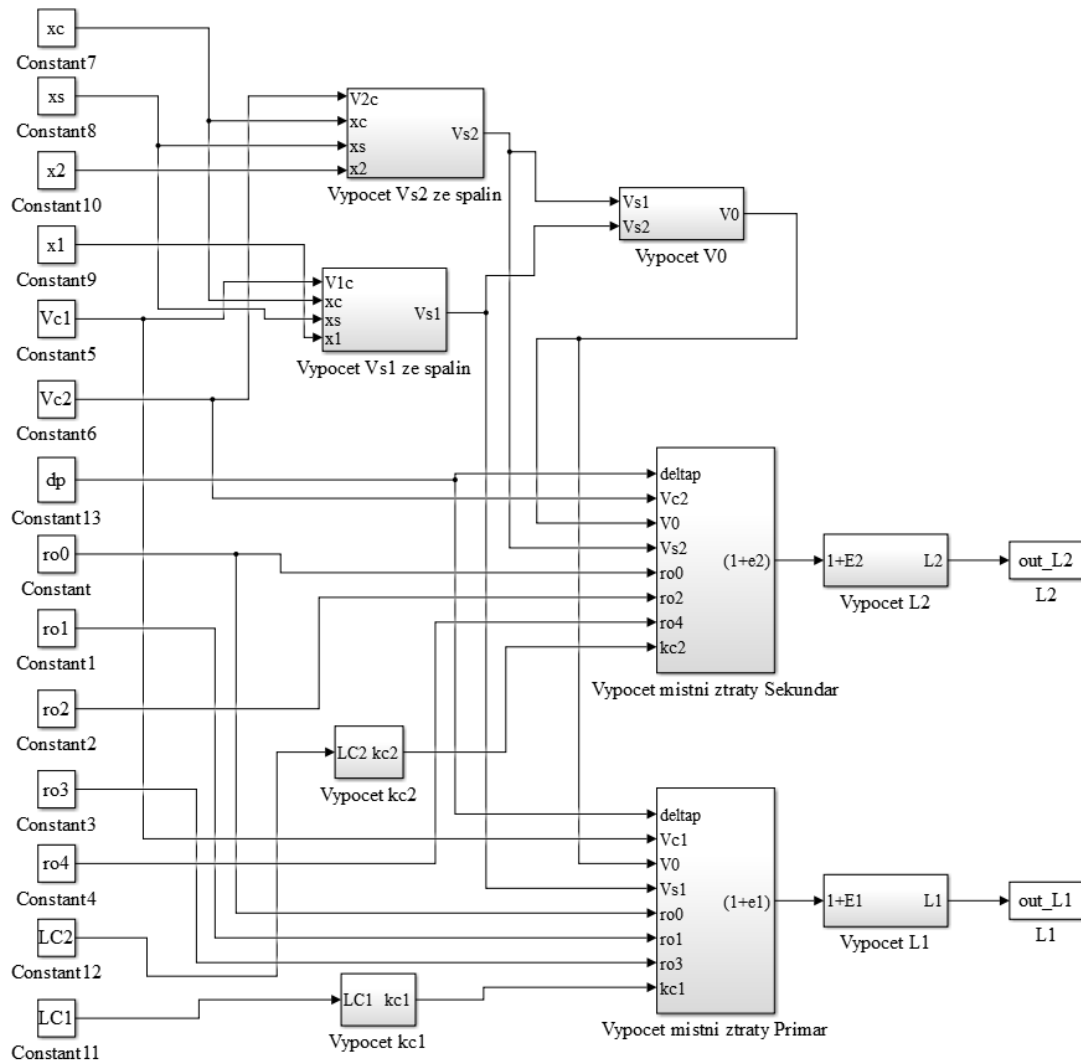 xc
Constant7
xs
Constant8
x2
Constant10
x1
Constant9
Vc1
Constant5
Vc2
Constant6
dp
Constant13
ro0
Constant
ro1
Constant1
ro2
Constant2
ro3
Constant3
ro4
Constant4
LC2
Constant12
LC1
Constant11
V2c
xc
xs
x2
Vs2
Vypocet Vs2 ze spalin
V1c
xc
xs
x1
Vs1
Vypocet Vs1 ze spalin
Vs1
Vs2
V0
Vypocet V0
deltap
Vc2
V0
Vs2
ro0
ro2
ro4
kc2
(1+e2)
Vypocet mistni ztraty Sekundar
1+E2 L2
Vypocet L2
out_L2
L2
LC2 kc2
Vypocet kc2
deltap
Vc1
V0
Vs1
ro0
ro1
ro3
kc1
(1+e1)
Vypocet mistni ztraty Primar
1+E1 L1
Vypocet L1
out_L1
L1
LC1 kc1
Vypocet kc1